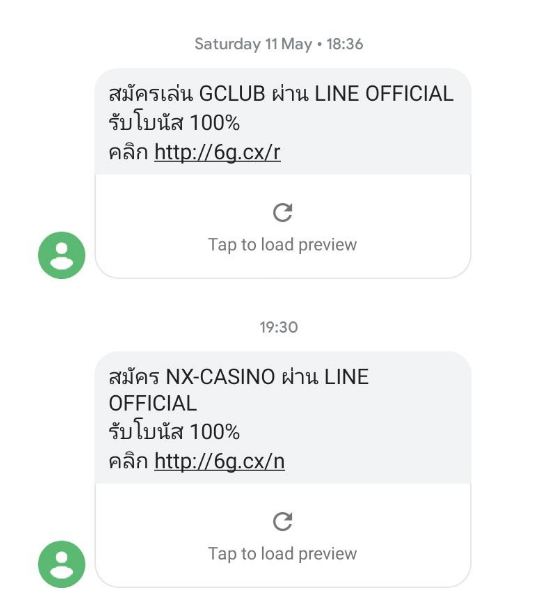 Saturday 11 May • 18:36
สมัครเล่น GCLUB ผ่าน LINE OFFICIAL
รับโบนัส 100%
คลิก http://6g.cx/r
Tap to load preview
19:30
สมัคร NX-CASINO ผ่าน LINE
OFFICIAL
รับโบนัส 100%
คลิก http://6g.cx/n
Tap to load preview